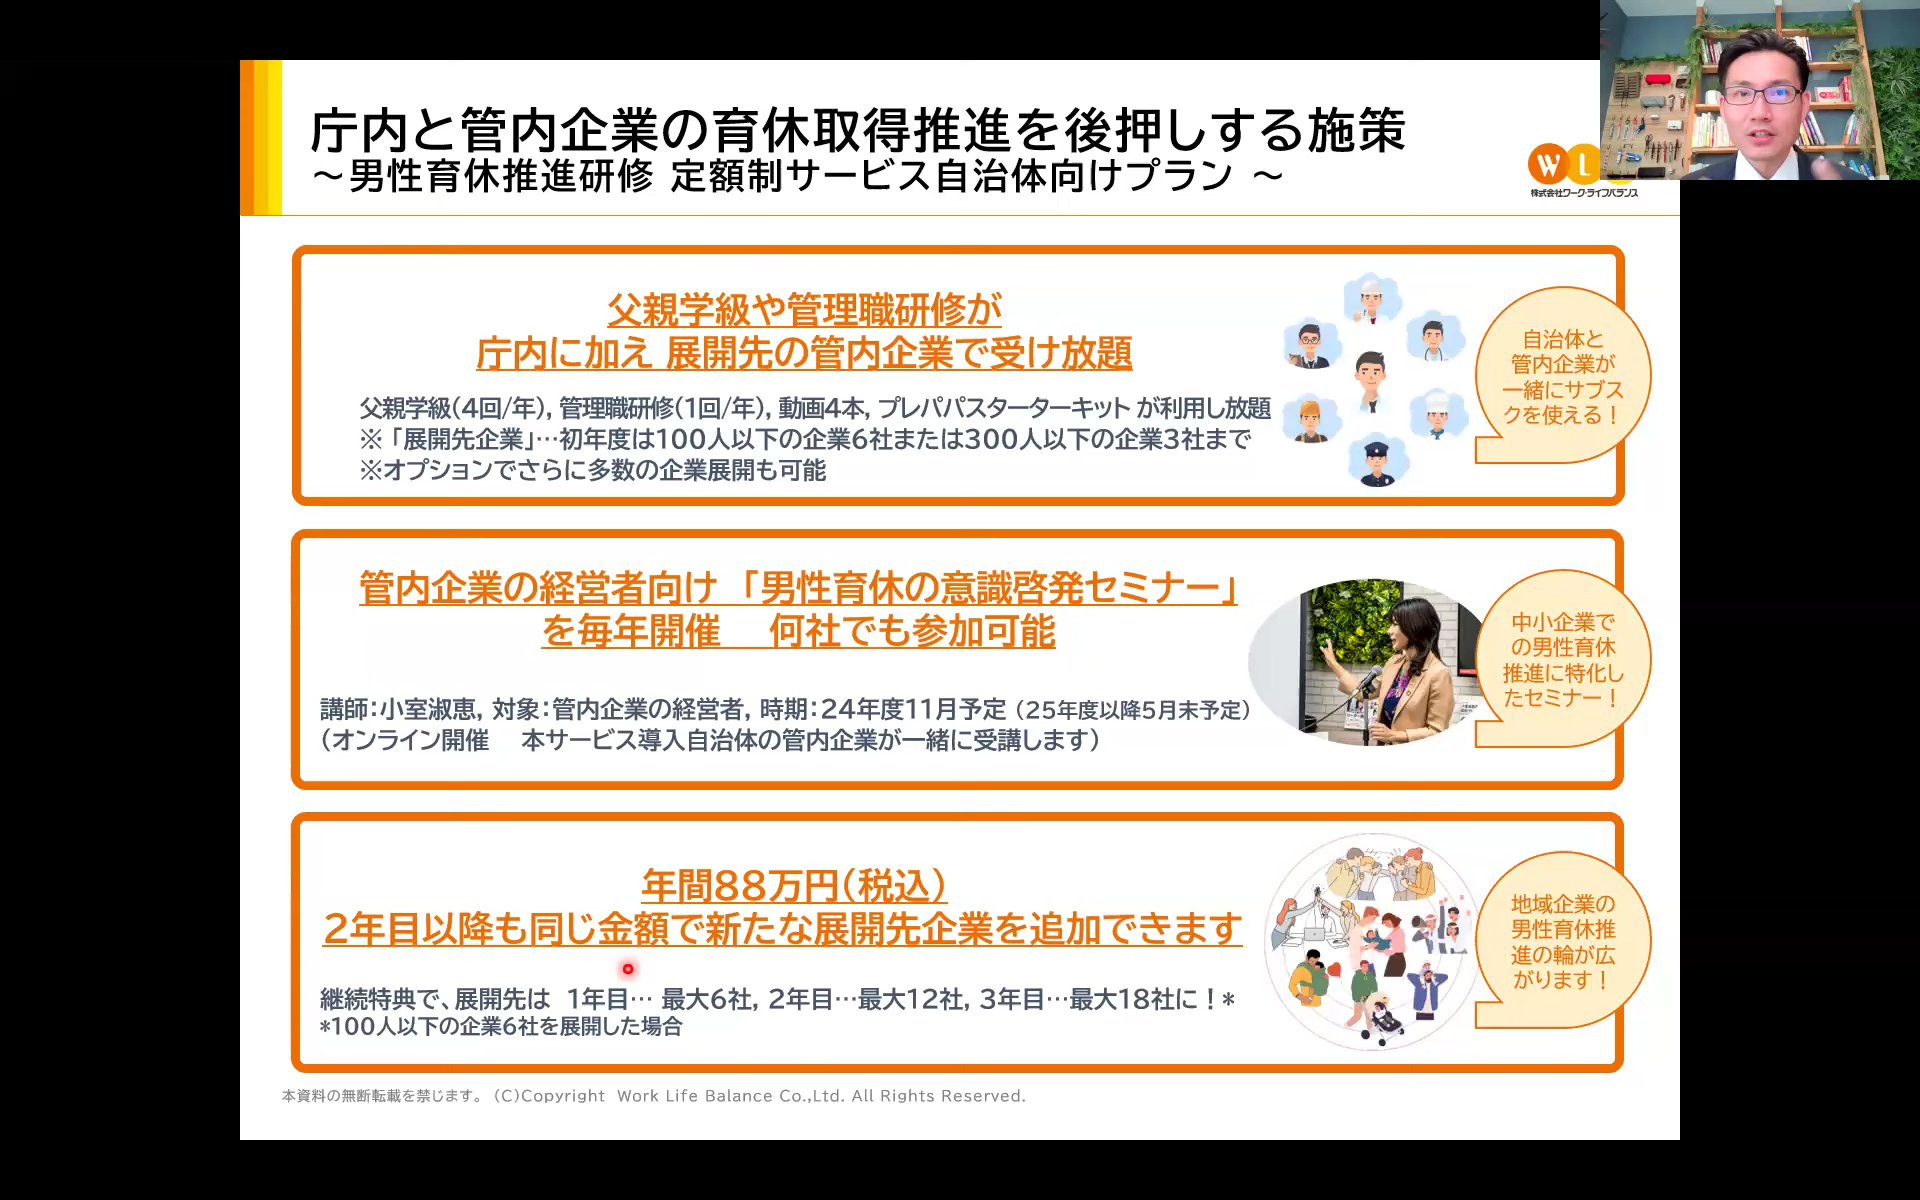 庁内と管内企業の育休取得推進を後押しする施策
～男性育休推進研修 定額制サービス自治体向けプラン ～
W L
株式会社ワーク・ライフバランス
父親学級や管理職研修が
庁内に加え 展開先の管内企業で受け放題
父親学級(4回/年), 管理職研修(1回/年), 動画4本, プレパパスターターキット が利用し放題
※「展開先企業」…初年度は100人以下の企業6社または300人以下の企業3社まで
※オプションでさらに多数の企業展開も可能
自治体と
管内企業が
一緒にサブス
クを使える！
管内企業の経営者向け 「男性育休の意識啓発セミナー」
を毎年開催　何社でも参加可能
講師：小室淑恵, 対象：管内企業の経営者, 時期：24年度11月予定 （25年度以降5月末予定）
（オンライン開催　本サービス導入自治体の管内企業が一緒に受講します）
中小企業で
の男性育休
推進に特化し
たセミナー！
年間88万円（税込）
2年目以降も同じ金額で新たな展開先企業を追加できます
継続特典で、展開先は 1年目… 最大6社, 2年目…最大12社, 3年目…最大18社に！*
*100人以下の企業6社を展開した場合
地域企業の
男性育休推
進の輪が広
がります！
本資料の無断転載を禁じます。 (C)Copyright Work Life Balance Co.,Ltd. All Rights Reserved.